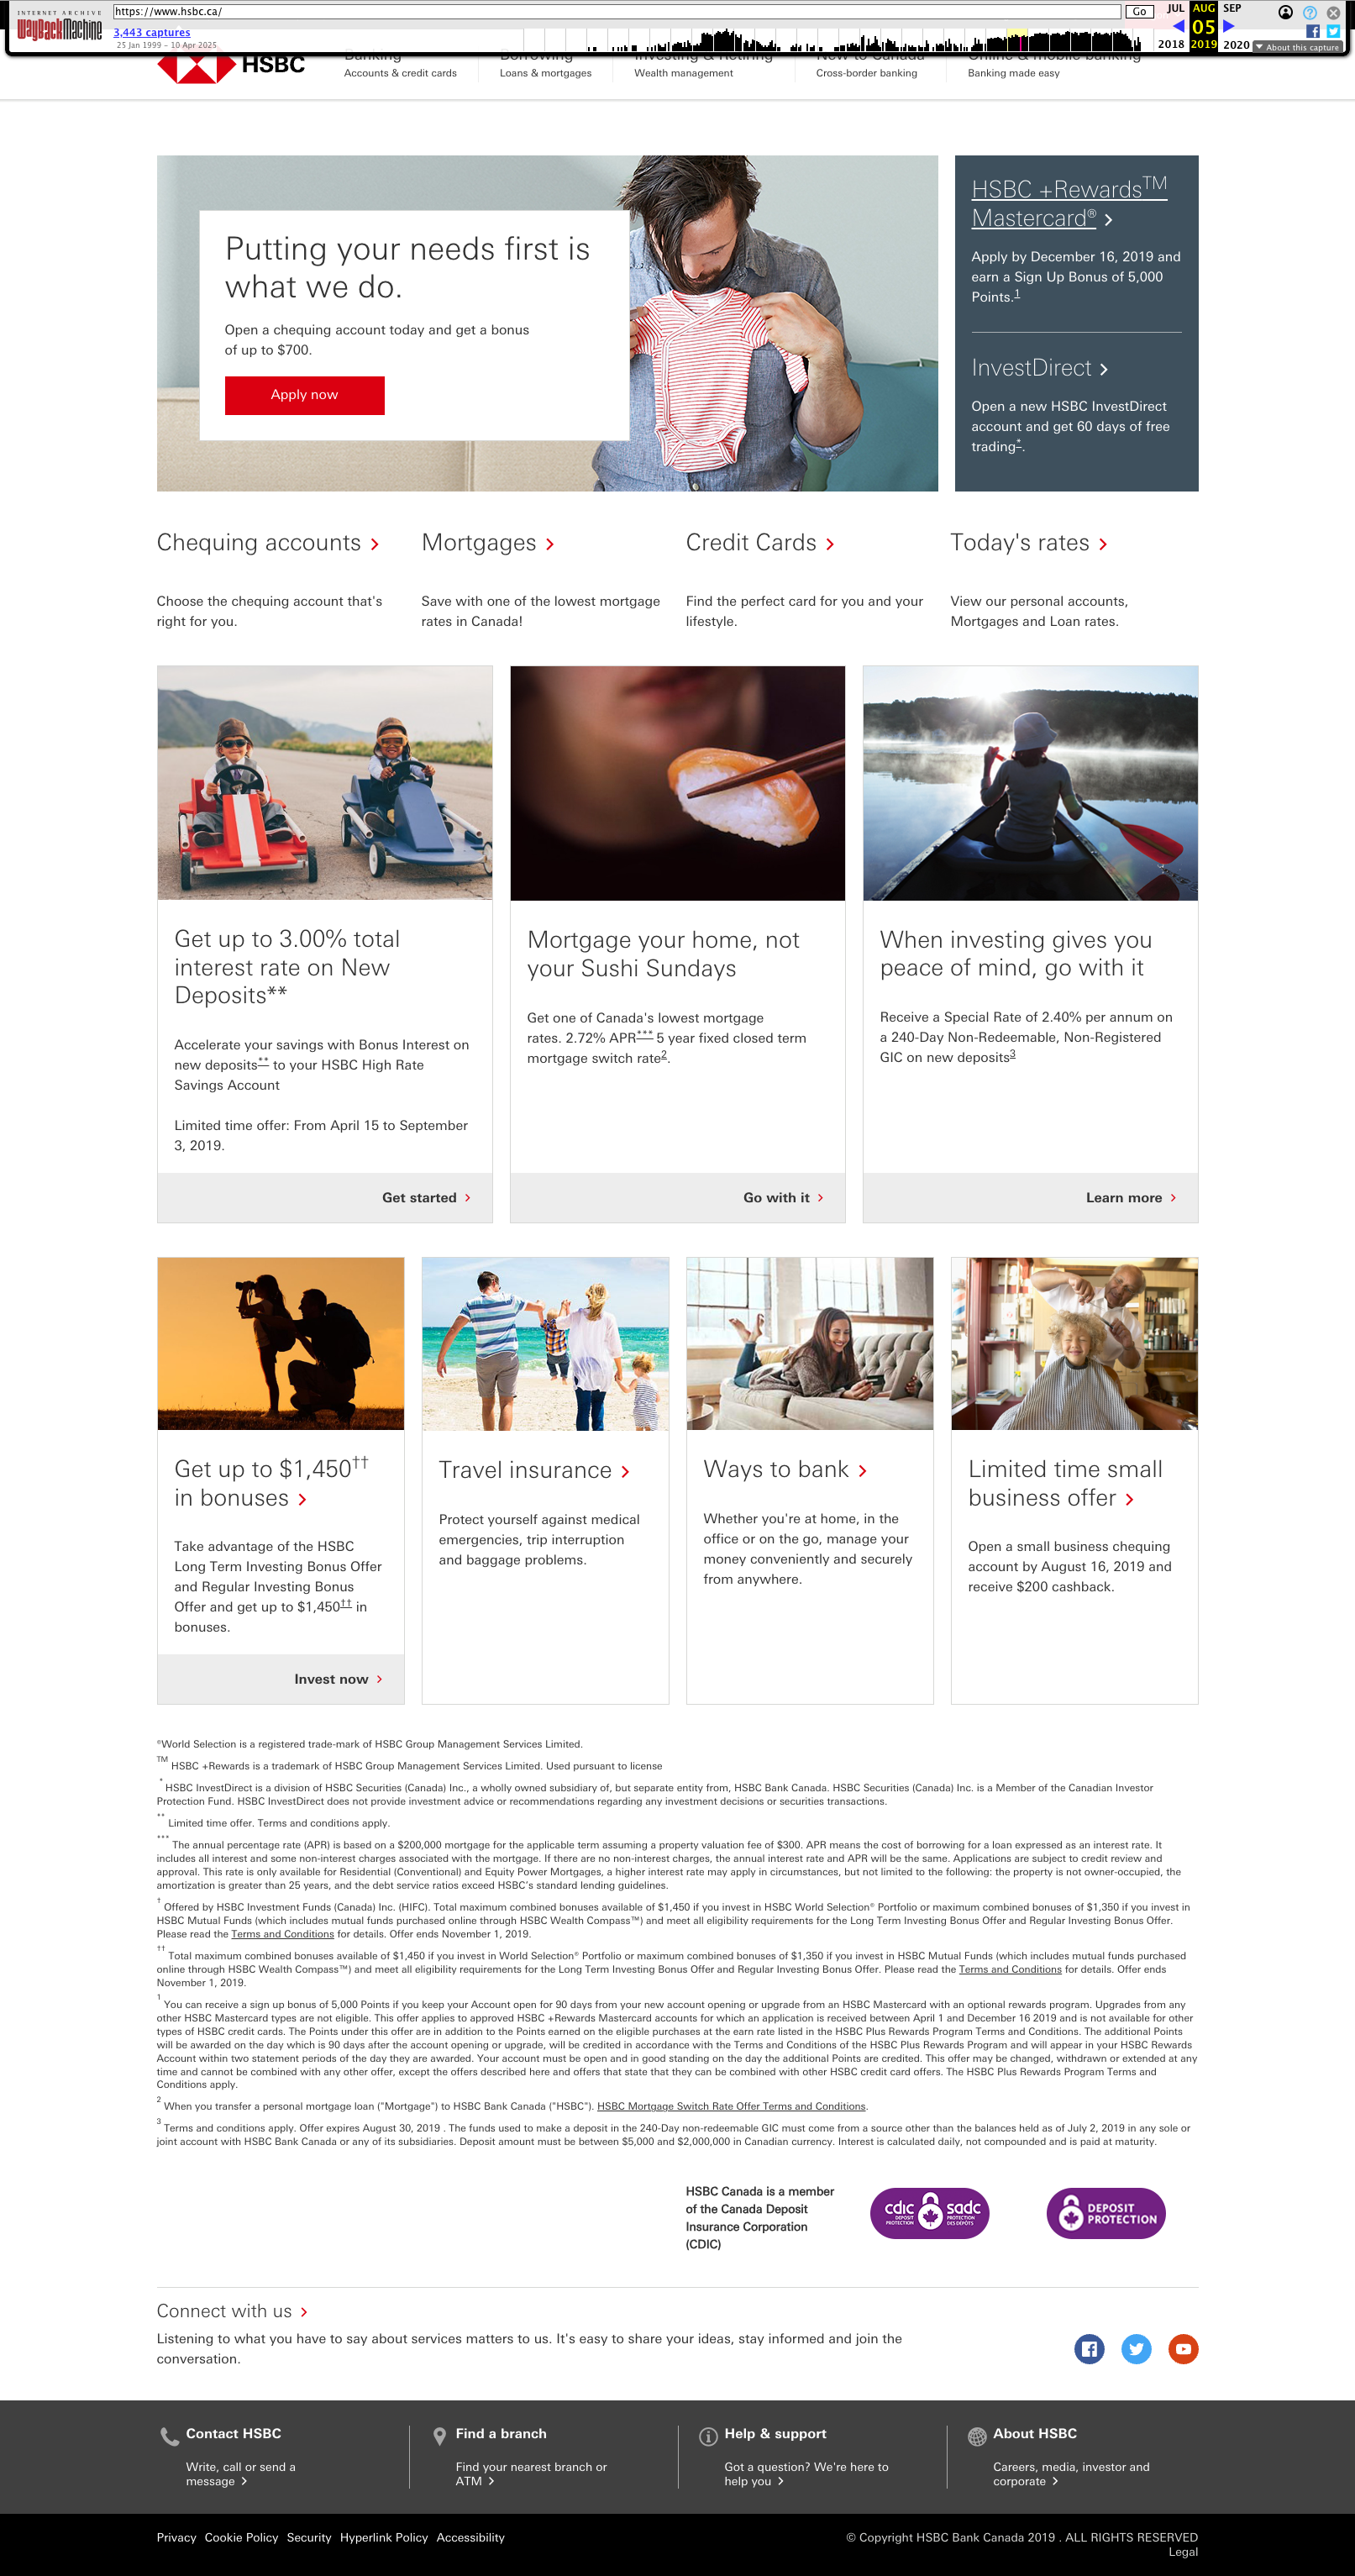 INTERNET ARCHIVE
WayBackMachine
https://www.hsbc.ca/
Go
JUL AUG SEP
05
2018 2019 2020
3,443 captures
25 Jan 1999 – 10 Apr 2025
About this capture
HSBC
Banking
Accounts & credit cards
Borrowing
Loans & mortgages
Investing & Retiring
Wealth management
New to Canada
Cross-border banking
Online & mobile banking
Banking made easy
Putting your needs first is
what we do.
Open a chequing account today and get a bonus
of up to $700.
Apply now
HSBC +Rewards™
Mastercard®
Apply by December 16, 2019 and
earn a Sign Up Bonus of 5,000
Points.1
InvestDirect
Open a new HSBC InvestDirect
account and get 60 days of free
trading*.
Chequing accounts
Choose the chequing account that's
right for you.
Mortgages
Save with one of the lowest mortgage
rates in Canada!
Credit Cards
Find the perfect card for you and your
lifestyle.
Today's rates
View our personal accounts,
Mortgages and Loan rates.
Get up to 3.00% total
interest rate on New
Deposits**
Accelerate your savings with Bonus Interest on
new deposits** to your HSBC High Rate
Savings Account
Limited time offer: From April 15 to September
3, 2019.
Get started
Mortgage your home, not
your Sushi Sundays
Get one of Canada's lowest mortgage
rates. 2.72% APR*** 5 year fixed closed term
mortgage switch rate2.
Go with it
When investing gives you
peace of mind, go with it
Receive a Special Rate of 2.40% per annum on
a 240-Day Non-Redeemable, Non-Registered
GIC on new deposits3
Learn more
Get up to $1,450††
in bonuses
Take advantage of the HSBC
Long Term Investing Bonus Offer
and Regular Investing Bonus
Offer and get up to $1,450†† in
bonuses.
Invest now
Travel insurance
Protect yourself against medical
emergencies, trip interruption
and baggage problems.
Ways to bank
Whether you're at home, in the
office or on the go, manage your
money conveniently and securely
from anywhere.
Limited time small
business offer
Open a small business chequing
account by August 16, 2019 and
receive $200 cashback.
®World Selection is a registered trade-mark of HSBC Group Management Services Limited.
TM HSBC +Rewards is a trademark of HSBC Group Management Services Limited. Used pursuant to license
* HSBC InvestDirect is a division of HSBC Securities (Canada) Inc., a wholly owned subsidiary of, but separate entity from, HSBC Bank Canada. HSBC Securities (Canada) Inc. is a Member of the Canadian Investor
Protection Fund. HSBC InvestDirect does not provide investment advice or recommendations regarding any investment decisions or securities transactions.
** Limited time offer. Terms and conditions apply.
*** The annual percentage rate (APR) is based on a $200,000 mortgage for the applicable term assuming a property valuation fee of $300. APR means the cost of borrowing for a loan expressed as an interest rate. It
includes all interest and some non-interest charges associated with the mortgage. If there are no non-interest charges, the annual interest rate and APR will be the same. Applications are subject to credit review and
approval. This rate is only available for Residential (Conventional) and Equity Power Mortgages, a higher interest rate may apply in circumstances, but not limited to the following: the property is not owner-occupied, the
amortization is greater than 25 years, and the debt service ratios exceed HSBC's standard lending guidelines.
† Offered by HSBC Investment Funds (Canada) Inc. (HIFC). Total maximum combined bonuses available of $1,450 if you invest in HSBC World Selection® Portfolio or maximum combined bonuses of $1,350 if you invest in
HSBC Mutual Funds (which includes mutual funds purchased online through HSBC Wealth Compass™) and meet all eligibility requirements for the Long Term Investing Bonus Offer and Regular Investing Bonus Offer.
Please read the Terms and Conditions for details. Offer ends November 1, 2019.
†† Total maximum combined bonuses available of $1,450 if you invest in World Selection® Portfolio or maximum combined bonuses of $1,350 if you invest in HSBC Mutual Funds (which includes mutual funds purchased
online through HSBC Wealth Compass™) and meet all eligibility requirements for the Long Term Investing Bonus Offer and Regular Investing Bonus Offer. Please read the Terms and Conditions for details. Offer ends
November 1, 2019.
1 You can receive a sign up bonus of 5,000 Points if you keep your Account open for 90 days from your new account opening or upgrade from an HSBC Mastercard with an optional rewards program. Upgrades from any
other HSBC Mastercard types are not eligible. This offer applies to approved HSBC +Rewards Mastercard accounts for which an application is received between April 1 and December 16 2019 and is not available for other
types of HSBC credit cards. The Points under this offer are in addition to the Points earned on the eligible purchases at the earn rate listed in the HSBC Plus Rewards Program Terms and Conditions. The additional Points
will be awarded on the day which is 90 days after the account opening or upgrade, will be credited in accordance with the Terms and Conditions of the HSBC Plus Rewards Program and will appear in your HSBC Rewards
Account within two statement periods of the day they are awarded. Your account must be open and in good standing on the day the additional Points are credited. This offer may be changed, withdrawn or extended at any
time and cannot be combined with any other offer, except the offers described here and offers that state that they can be combined with other HSBC credit card offers. The HSBC Plus Rewards Program Terms and
Conditions apply.
2 When you transfer a personal mortgage loan ("Mortgage") to HSBC Bank Canada ("HSBC"). HSBC Mortgage Switch Rate Offer Terms and Conditions.
3 Terms and conditions apply. Offer expires August 30, 2019 . The funds used to make a deposit in the 240-Day non-redeemable GIC must come from a source other than the balances held as of July 2, 2019 in any sole or
joint account with HSBC Bank Canada or any of its subsidiaries. Deposit amount must be between $5,000 and $2,000,000 in Canadian currency. Interest is calculated daily, not compounded and is paid at maturity.
HSBC Canada is a member
of the Canada Deposit
Insurance Corporation
(CDIC)
cdic sadc
DEPOSIT PROTECTION PROTECTION DES DÉPÔTS
DEPOSIT
PROTECTION
Connect with us
Listening to what you have to say about services matters to us. It's easy to share your ideas, stay informed and join the
conversation.
Contact HSBC
Write, call or send a
message
Find a branch
Find your nearest branch or
ATM
Help & support
Got a question? We're here to
help you
About HSBC
Careers, media, investor and
corporate
Privacy Cookie Policy Security Hyperlink Policy Accessibility
© Copyright HSBC Bank Canada 2019 . ALL RIGHTS RESERVED
Legal